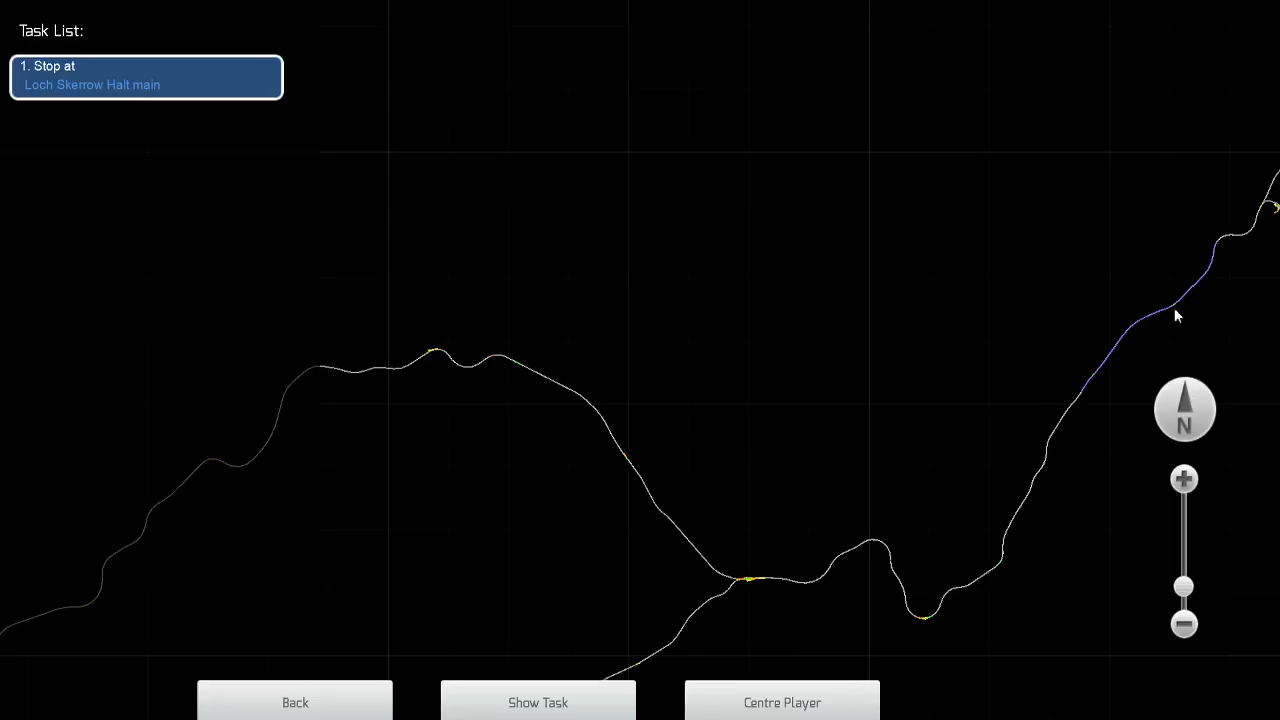 Task List:
1. Stop at
Loch Skerrow Halt main
N
Back
Show Task
Centre Player